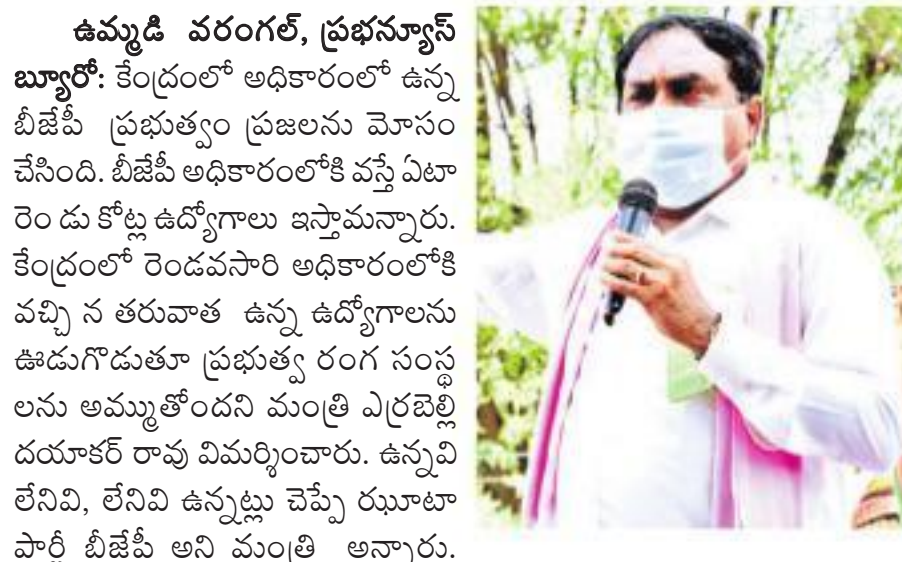 ఉమ్మడి వరంగల్, ప్రభన్యూస్
బ్యూరో: కేంద్రంలో అధికారంలో ఉన్న
బీజేపీ ప్రభుత్వం ప్రజలను మోసం
చేసింది. బీజేపీ అధికారంలోకి వస్తే ఏటా
రెం డు కోట్ల ఉద్యోగాలు ఇస్తామన్నారు.
కేంద్రంలో రెండవసారి అధికారంలోకి
వచ్చి న తరువాత ఉన్న ఉద్యోగాలను
ఊడుగొడుతూ ప్రభుత్వ రంగ సంస్థ
లను అమ్ముతోందని మంత్రి ఎర్రబెల్లి
దయాకర్ రావు విమర్శించారు. ఉన్నవి
లేనివి, లేనివి ఉన్నట్లు చెప్పే ఝూటా
పార్టీ బీజేపీ అని మంత్రి అన్నారు.